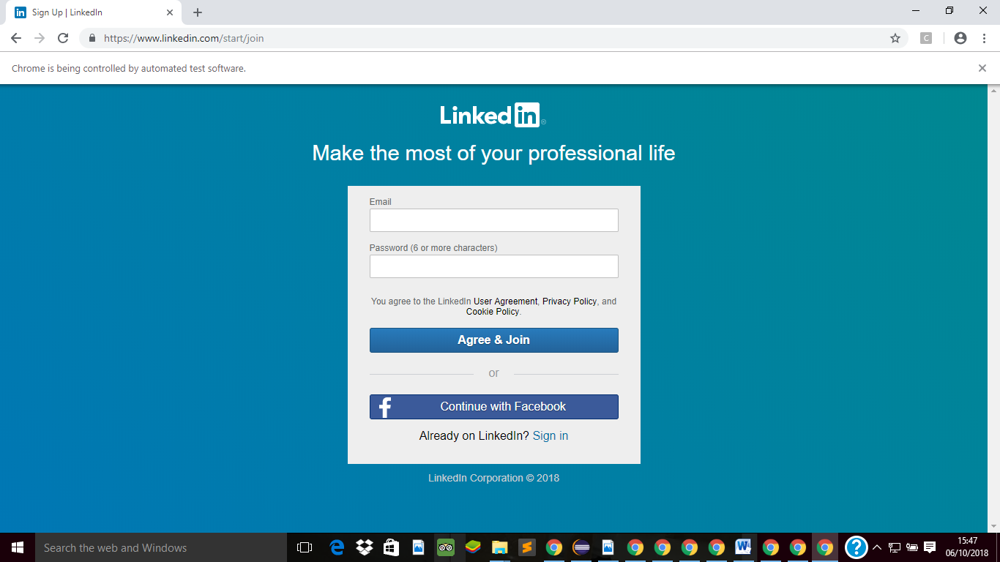 Sign Up | LinkedIn
https://www.linkedin.com/start/join
C
Chrome is being controlled by automated test software.
Linked in ®
Make the most of your professional life
Email
Password (6 or more characters)
You agree to the LinkedIn User Agreement, Privacy Policy, and
Cookie Policy.
Agree & Join
or
f Continue with Facebook
Already on LinkedIn? Sign in
LinkedIn Corporation © 2018
Search the web and Windows
15:47
06/10/2018